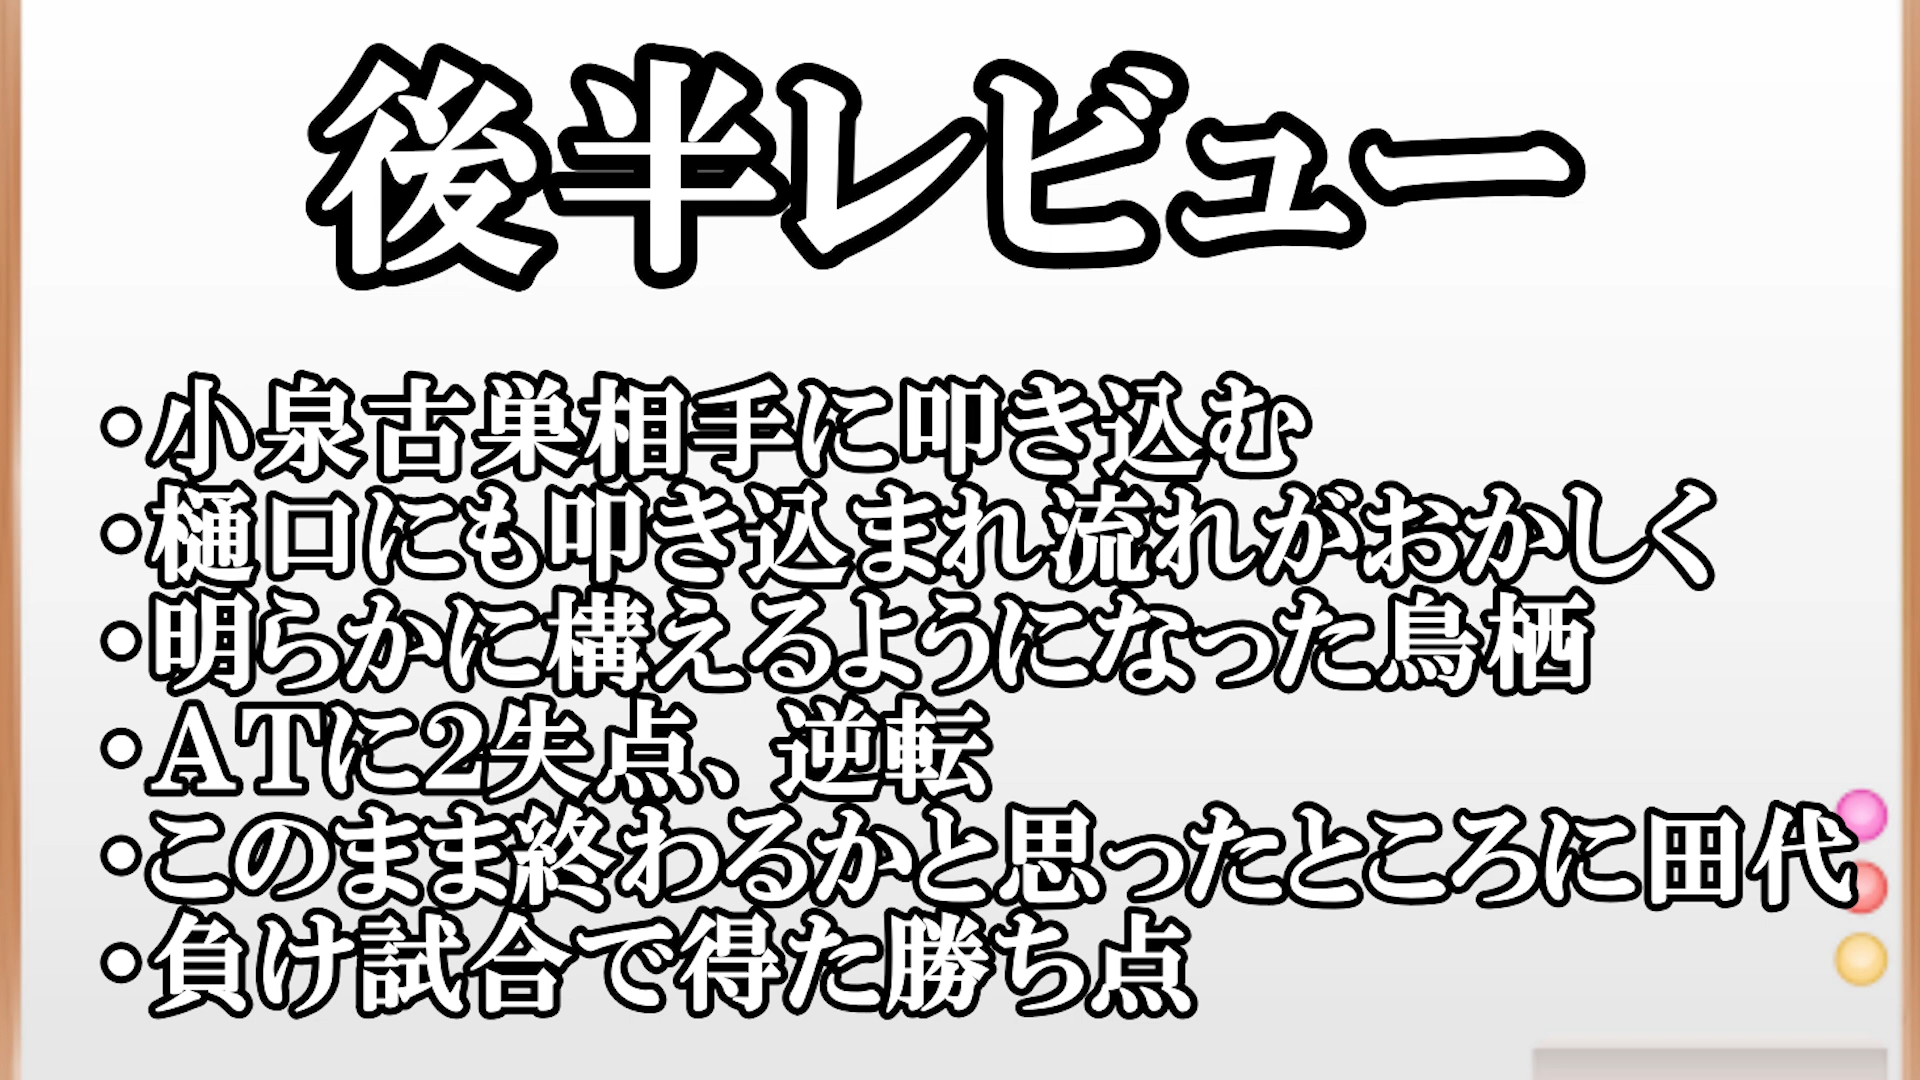 後半レビュー
・小泉古巣相手に叩き込む
・樋口にも叩き込まれ流れがおかしく
・明らかに構えるようになった鳥栖
・ATに2失点、逆転
・このまま終わるかと思ったところに田代
・負け試合で得た勝ち点